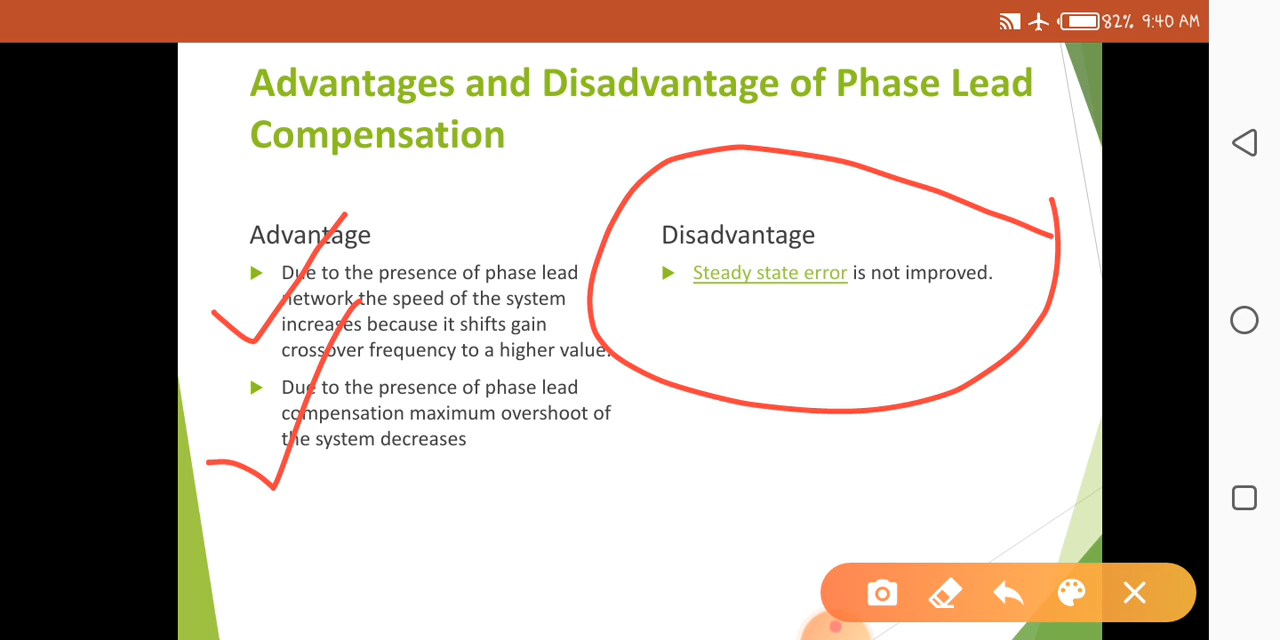 82% 9:40 AM
Advantages and Disadvantage of Phase Lead
Compensation
Advantage
Due to the presence of phase lead
network the speed of the system
increases because it shifts gain
crossover frequency to a higher value.
Due to the presence of phase lead
compensation maximum overshoot of
the system decreases
Disadvantage
Steady state error is not improved.